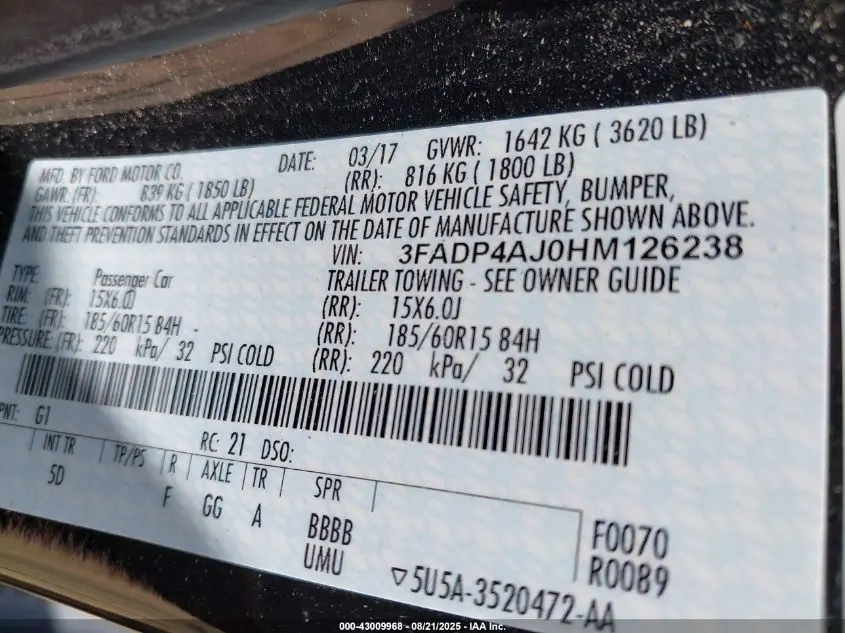 MFD. BY FORD MOTOR CO. DATE: 03/17 GVWR: 1642 KG ( 3620 LB)
GAWR (FR): 839 KG ( 1850 LB) (RR): 816 KG ( 1800 LB)
THIS VEHICLE CONFORMS TO ALL APPLICABLE FEDERAL MOTOR VEHICLE SAFETY, BUMPER,
AND THEFT PREVENTION STANDARDS IN EFFECT ON THE DATE OF MANUFACTURE SHOWN ABOVE.
VIN: 3FADP4AJ0HM126238
TYPE: Passenger Car TRAILER TOWING - SEE OWNER GUIDE
RIM: (FR): 15X6.0J (RR): 15X6.0J
TIRE: (FR): 185/60R15 84H (RR): 185/60R15 84H
PRESSURE: (FR): 220 kPa/ 32 PSI COLD (RR): 220 kPa/ 32 PSI COLD
PNT: G1
RC: 21 DSO:
INT TR TP/PS R AXLE TR SPR
5D F GG A BBBB F0070
UMU R0089
▽5U5A-3520472-AA
000-43009968 - 08/21/2025 - IAA Inc.